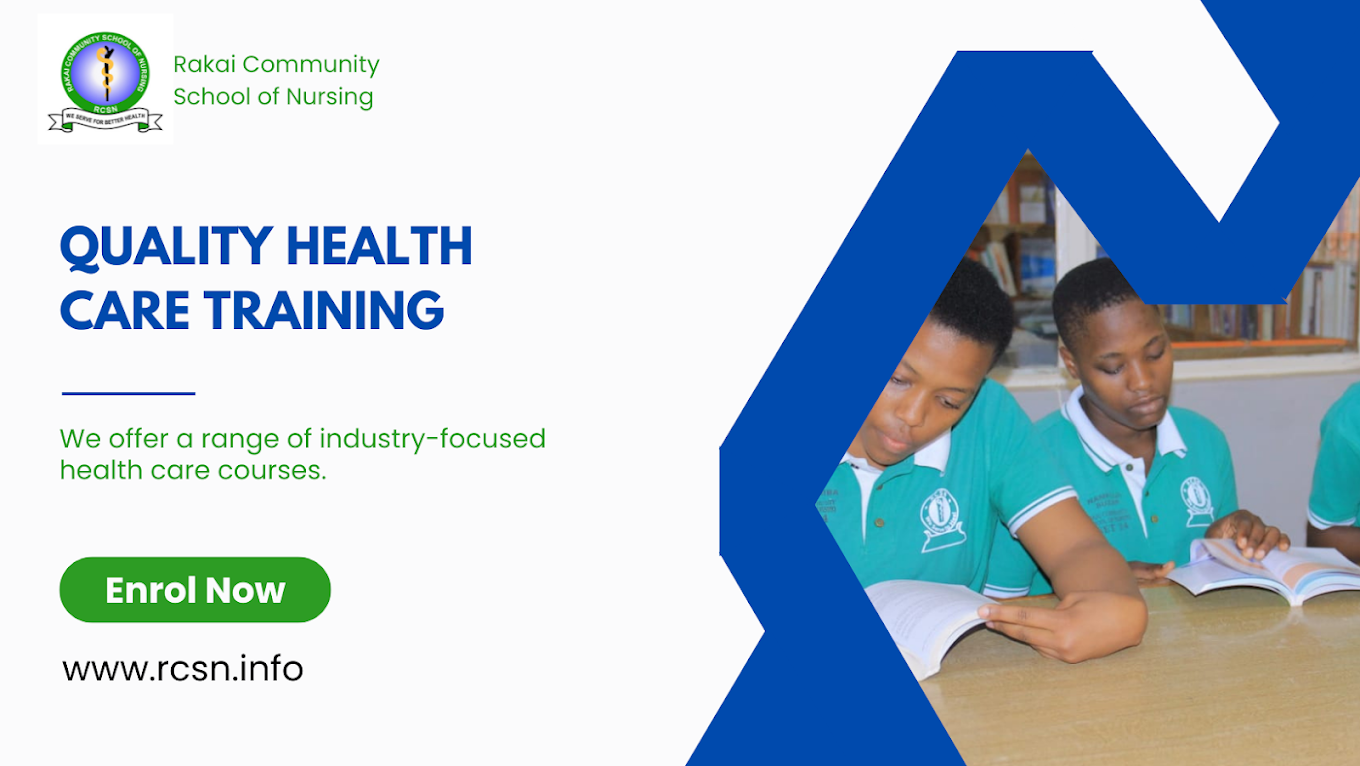 RAKAI COMMUNITY SCHOOL OF NURSING
RCSN
WE SERVE FOR BETTER HEALTH
Rakai Community
School of Nursing
QUALITY HEALTH
CARE TRAINING
We offer a range of industry-focused
health care courses.
Enrol Now
www.rcsn.info